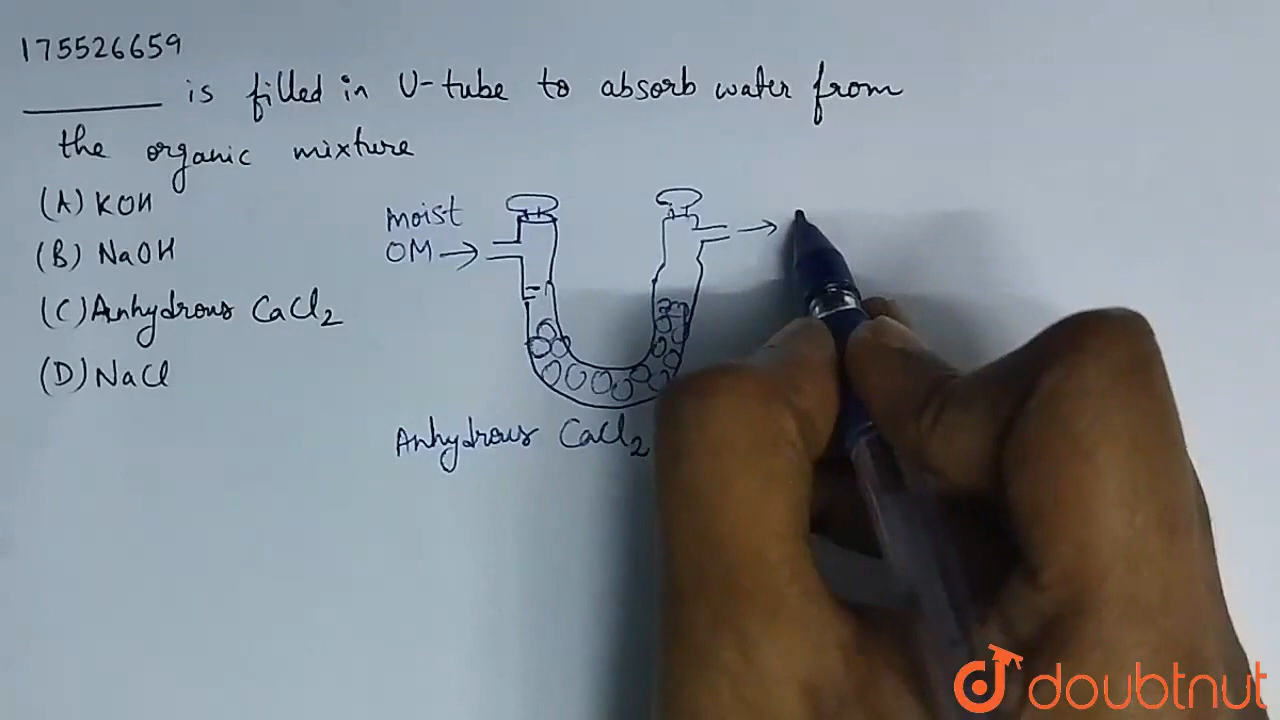 175526659
_______ is filled in U-tube to absorb water from
the organic mixture
(A) KOH
(B) NaOH
(C) Anhydrous CaCl2
(D) NaCl
moist
OM →
→
Anhydrous CaCl2
doubtnut